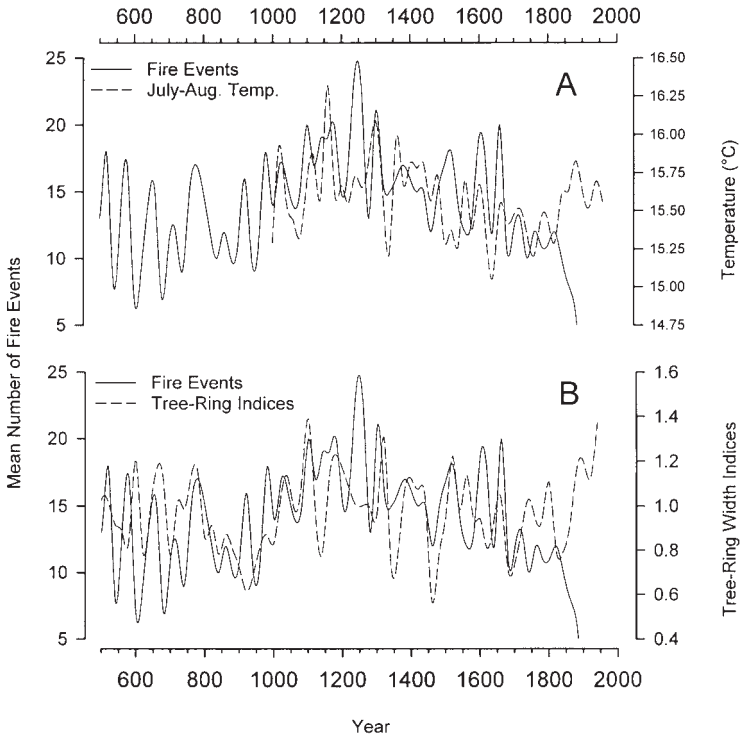 600 800 1000 1200 1400 1600 1800 2000
25
20
15
10
5
Fire Events
July-Aug. Temp.
A
16.50
16.25
16.00
15.75
15.50
15.25
15.00
14.75
Temperature (°C)
Mean Number of Fire Events
25
20
15
10
5
Fire Events
Tree-Ring Indices
B
1.6
1.4
1.2
1.0
0.8
0.6
0.4
Tree-Ring Width Indices
600 800 1000 1200 1400 1600 1800 2000
Year